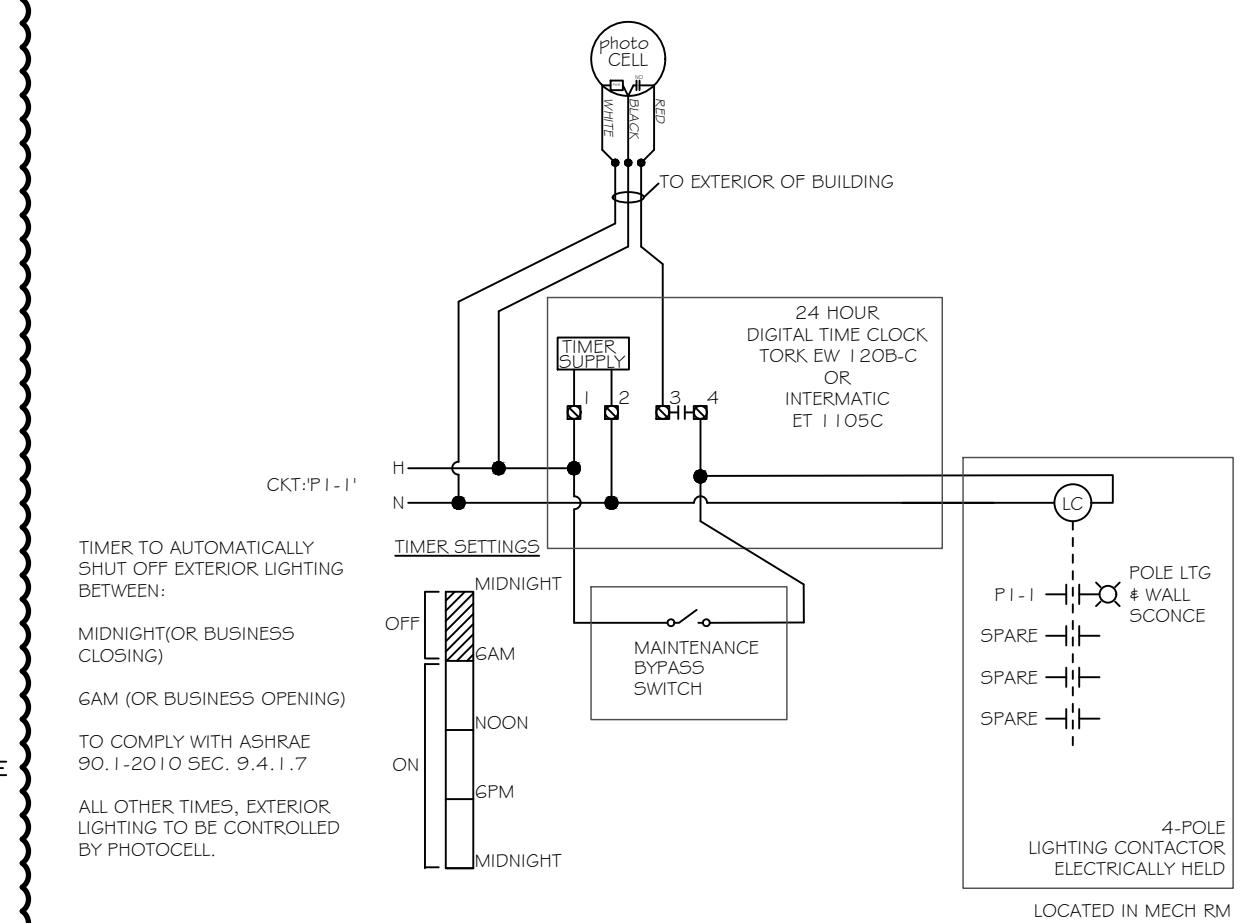 photo
CELL
NO
WHITE
BLACK
RED
TO EXTERIOR OF BUILDING
24 HOUR
DIGITAL TIME CLOCK
TORK EW 120B-C
OR
INTERMATIC
ET 1105C
TIMER
SUPPLY
1
2
3
4
H
CKT:'P1-1'
N
LC
TIMER TO AUTOMATICALLY
SHUT OFF EXTERIOR LIGHTING
BETWEEN:
MIDNIGHT(OR BUSINESS
CLOSING)
6AM (OR BUSINESS OPENING)
TO COMPLY WITH ASHRAE
90.1-2010 SEC. 9.4.1.7
ALL OTHER TIMES, EXTERIOR
LIGHTING TO BE CONTROLLED
BY PHOTOCELL.
E
TIMER SETTINGS
MIDNIGHT
OFF
6AM
NOON
ON
6PM
MIDNIGHT
MAINTENANCE
BYPASS
SWITCH
P1-1
POLE LTG
& WALL
SCONCE
SPARE
SPARE
SPARE
4-POLE
LIGHTING CONTACTOR
ELECTRICALLY HELD
LOCATED IN MECH RM